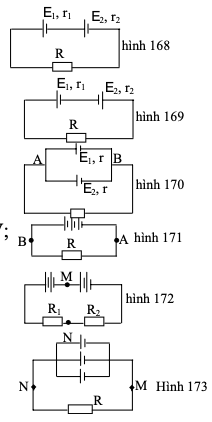 E₁, r₁ E₂, r₂
R
hình 168
E₁, r₁ E₂, r₂
R
hình 169
A E₁, r B
E₂, r
hình 170
V;
B R A hình 171
M
hình 172
R₁ R₂
N
N R M Hình 173